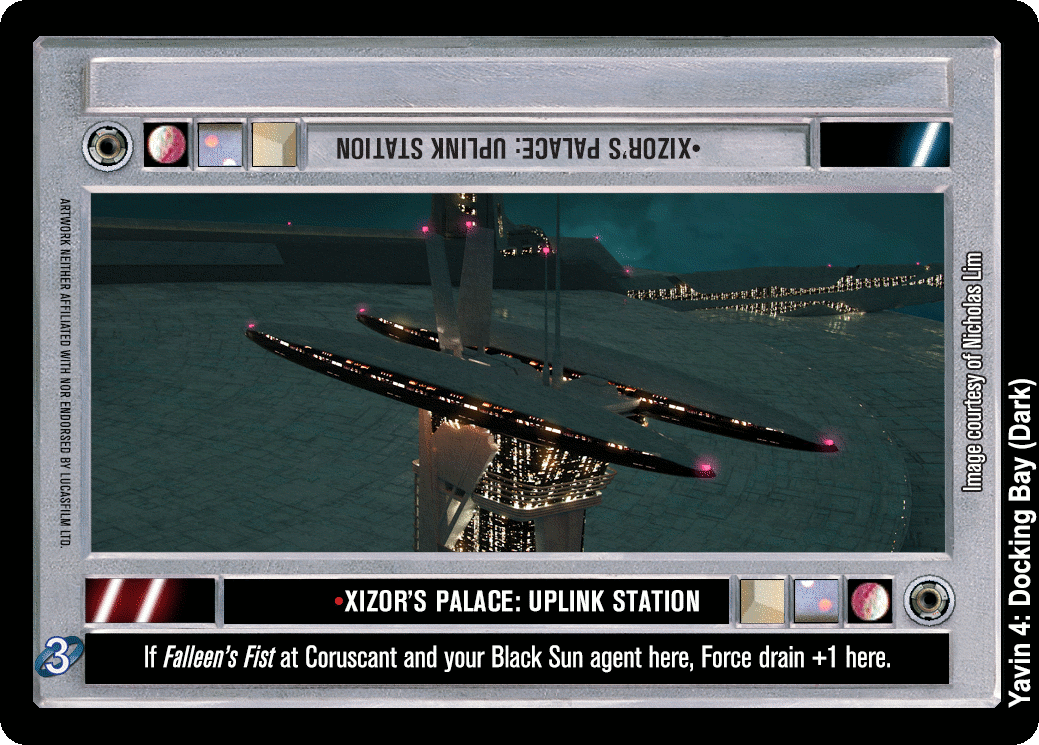 •XIZOR'S PALACE: UPLINK STATION
ARTWORK NEITHER AFFILIATED WITH NOR ENDORSED BY LUCASFILM LTD.
Image courtesy of Nicholas Lim
Yavin 4: Docking Bay (Dark)
•XIZOR'S PALACE: UPLINK STATION
3
If Falleen's Fist at Coruscant and your Black Sun agent here, Force drain +1 here.